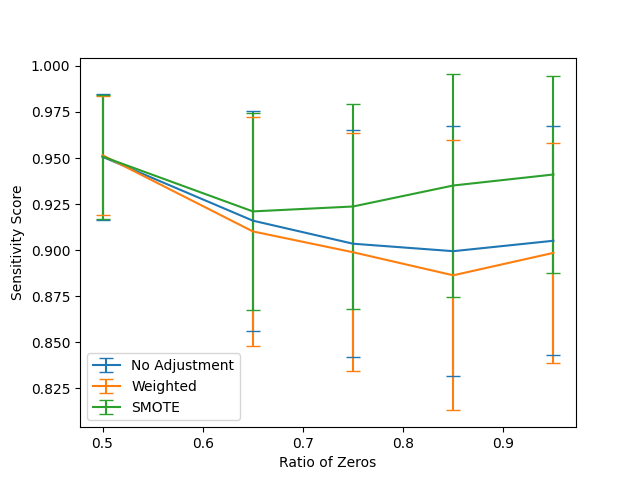 1.000
0.975
0.950
0.925
0.900
0.875
0.850
0.825
Sensitivity Score
No Adjustment
Weighted
SMOTE
0.5 0.6 0.7 0.8 0.9
Ratio of Zeros